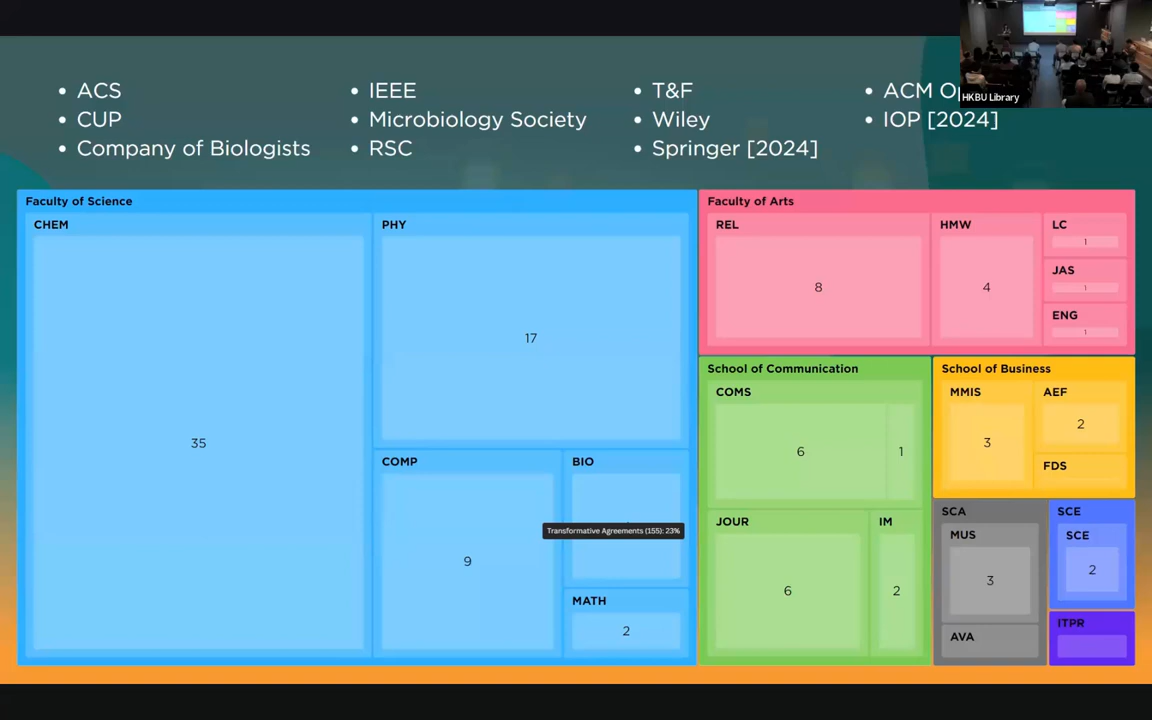 ACS
CUP
Company of Biologists
IEEE
Microbiology Society
RSC
T&F
Wiley
Springer [2024]
ACM
IOP [2024]
HKBU Library
Faculty of Science
CHEM
35
PHY
17
COMP
9
BIO
Transformative Agreements (155): 23%
MATH
2
Faculty of Arts
REL
8
HMW
4
LC
1
JAS
1
ENG
1
School of Communication
COMS
6
1
JOUR
6
IM
2
School of Business
MMIS
3
AEF
2
FDS
SCA
MUS
3
AVA
SCE
SCE
2
ITPR